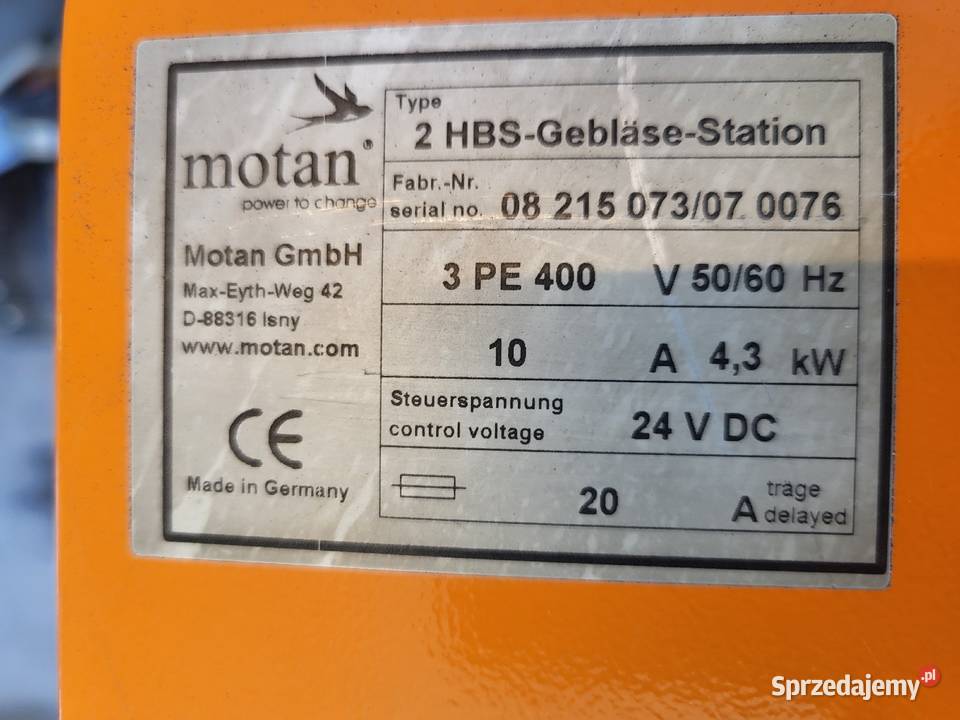 motan®
power to change
Motan GmbH
Max-Eyth-Weg 42
D-88316 Isny
www.motan.com
CE
Made in Germany
Type
2 HBS-Gebläse-Station
Fabr.-Nr.
serial no. 08 215 073/07 0076
3 PE 400 V 50/60 Hz
10 A 4,3 kW
Steuerspannung
control voltage 24 V DC
20 A träge
delayed
Sprzedajemy.pl